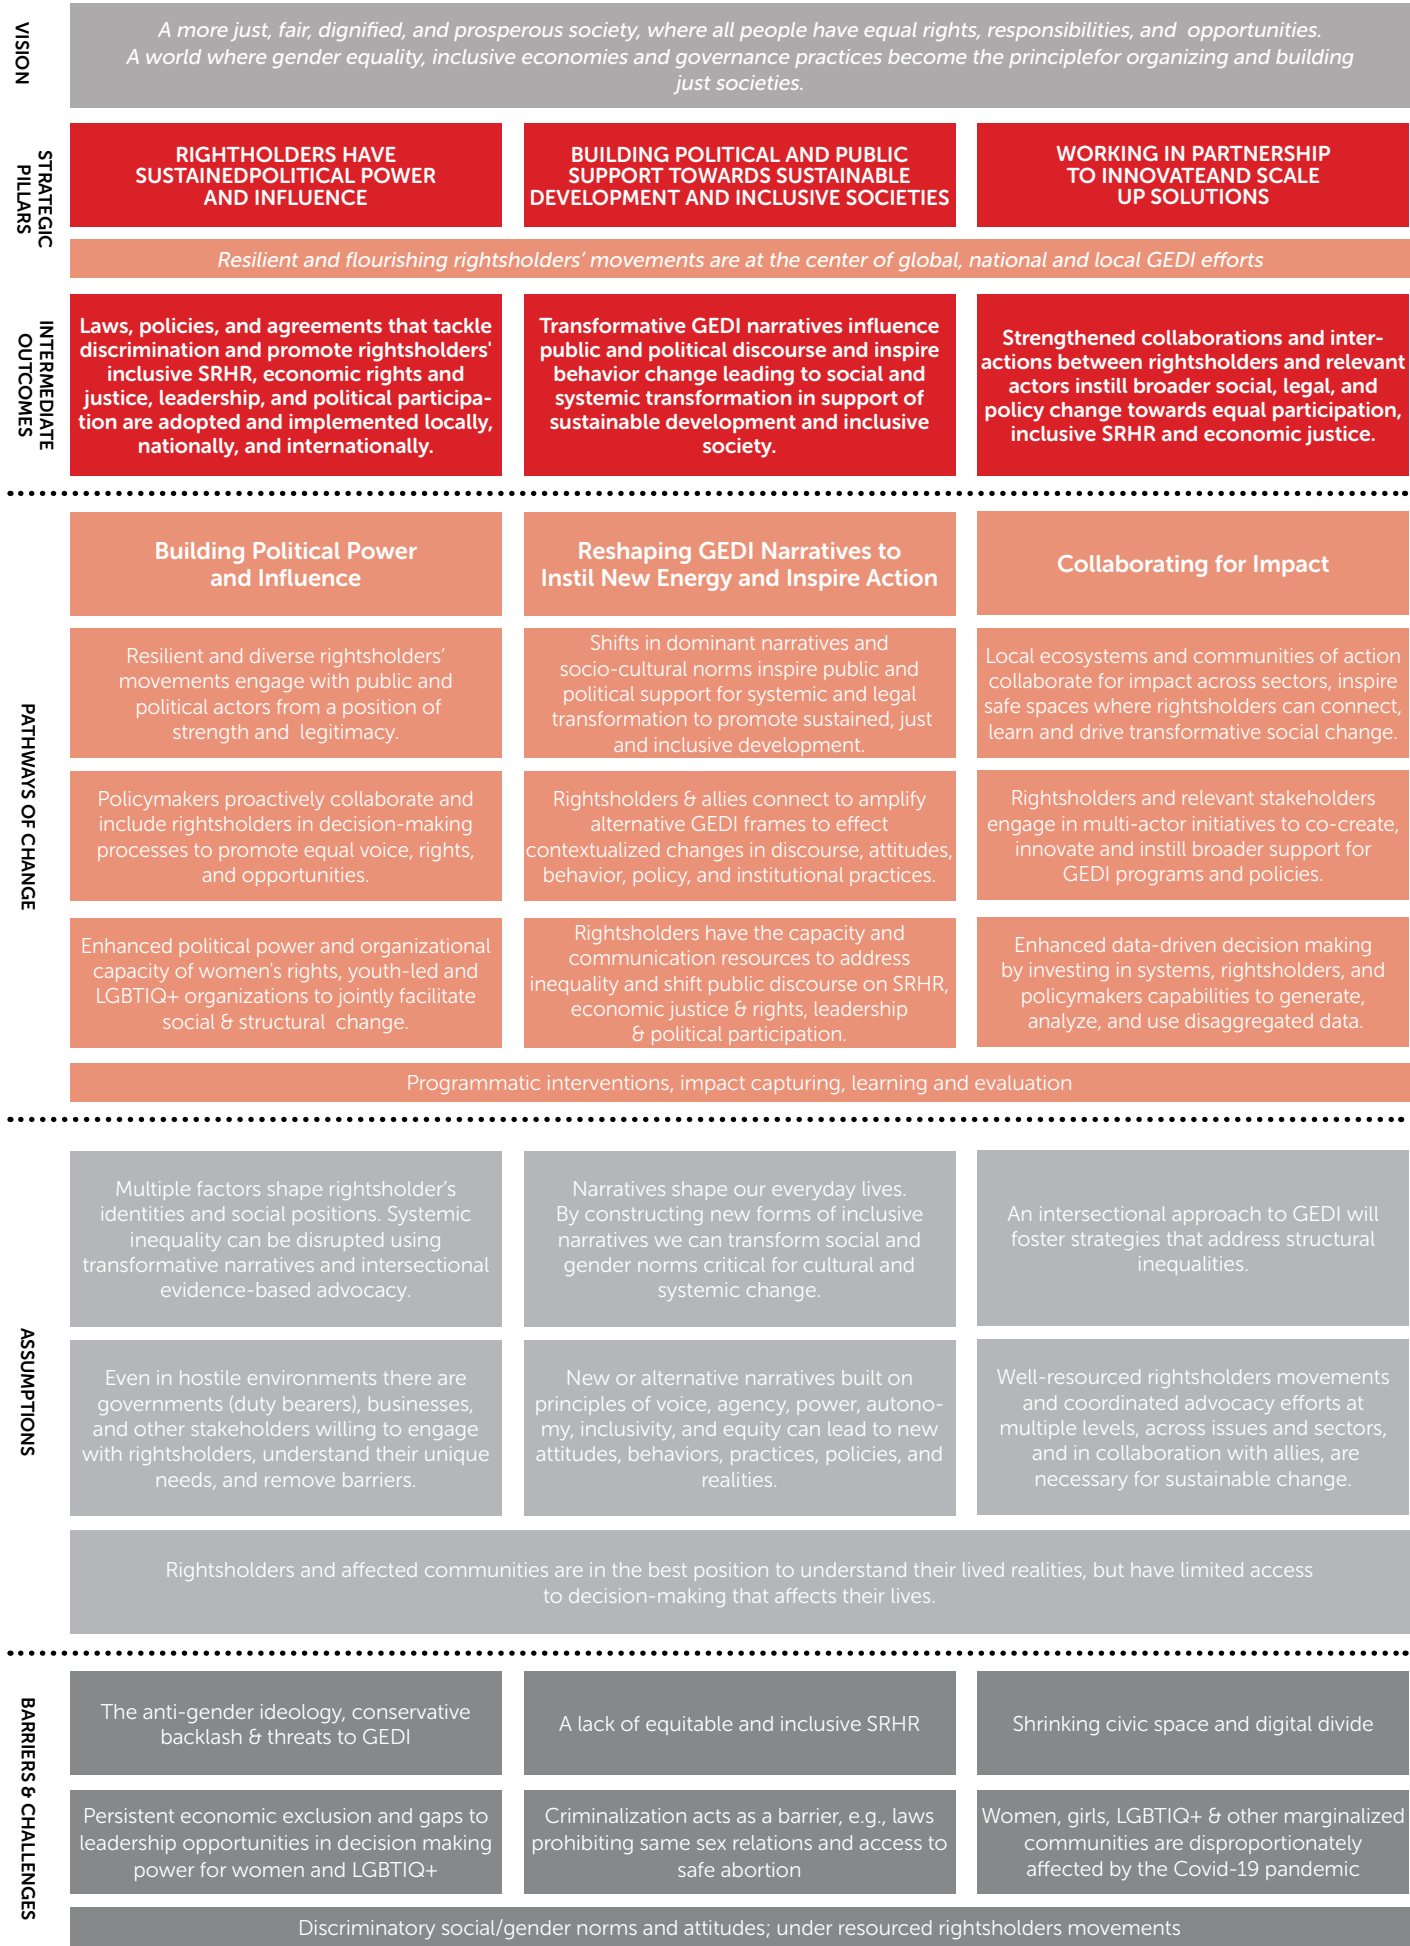 VISION
A more just, fair, dignified, and prosperous society, where all people have equal rights, responsibilities, and opportunities.
A world where gender equality, inclusive economies and governance practices become the principlefor organizing and building
just societies.
STRATEGIC
PILLARS
RIGHTHOLDERS HAVE
SUSTAINEDPOLITICAL POWER
AND INFLUENCE
BUILDING POLITICAL AND PUBLIC
SUPPORT TOWARDS SUSTAINABLE
DEVELOPMENT AND INCLUSIVE SOCIETIES
WORKING IN PARTNERSHIP
TO INNOVATEAND SCALE
UP SOLUTIONS
Resilient and flourishing rightsholders' movements are at the center of global, national and local GEDI efforts
INTERMEDIATE
OUTCOMES
Laws, policies, and agreements that tackle
discrimination and promote rightsholders'
inclusive SRHR, economic rights and
justice, leadership, and political participa-
tion are adopted and implemented locally,
nationally, and internationally.
Transformative GEDI narratives influence
public and political discourse and inspire
behavior change leading to social and
systemic transformation in support of
sustainable development and inclusive
society.
Strengthened collaborations and inter-
actions between rightsholders and relevant
actors instill broader social, legal, and
policy change towards equal participation,
inclusive SRHR and economic justice.
PATHWAYS OF CHANGE
Building Political Power
and Influence
Reshaping GEDI Narratives to
Instil New Energy and Inspire Action
Collaborating for Impact
Resilient and diverse rightsholders'
movements engage with public and
political actors from a position of
strength and legitimacy.
Shifts in dominant narratives and
socio-cultural norms inspire public and
political support for systemic and legal
transformation to promote sustained, just
and inclusive development.
Local ecosystems and communities of action
collaborate for impact across sectors, inspire
safe spaces where rightsholders can connect,
learn and drive transformative social change.
Policymakers proactively collaborate and
include rightsholders in decision-making
processes to promote equal voice, rights,
and opportunities.
Rightsholders & allies connect to amplify
alternative GEDI frames to effect
contextualized changes in discourse, attitudes,
behavior, policy, and institutional practices.
Rightsholders and relevant stakeholders
engage in multi-actor initiatives to co-create,
innovate and instill broader support for
GEDI programs and policies.
Enhanced political power and organizational
capacity of women's rights, youth-led and
LGBTIQ+ organizations to jointly facilitate
social & structural change.
Rightsholders have the capacity and
communication resources to address
inequality and shift public discourse on SRHR,
economic justice & rights, leadership
& political participation.
Enhanced data-driven decision making
by investing in systems, rightsholders, and
policymakers capabilities to generate,
analyze, and use disaggregated data.
Programmatic interventions, impact capturing, learning and evaluation
ASSUMPTIONS
Multiple factors shape rightsholder's
identities and social positions. Systemic
inequality can be disrupted using
transformative narratives and intersectional
evidence-based advocacy.
Narratives shape our everyday lives.
By constructing new forms of inclusive
narratives we can transform social and
gender norms critical for cultural and
systemic change.
An intersectional approach to GEDI will
foster strategies that address structural
inequalities.
Even in hostile environments there are
governments (duty bearers), businesses,
and other stakeholders willing to engage
with rightsholders, understand their unique
needs, and remove barriers.
New or alternative narratives built on
principles of voice, agency, power, autono-
my, inclusivity, and equity can lead to new
attitudes, behaviors, practices, policies, and
realities.
Well-resourced rightsholders movements
and coordinated advocacy efforts at
multiple levels, across issues and sectors,
and in collaboration with allies, are
necessary for sustainable change.
Rightsholders and affected communities are in the best position to understand their lived realities, but have limited access
to decision-making that affects their lives.
BARRIERS & CHALLENGES
The anti-gender ideology, conservative
backlash & threats to GEDI
A lack of equitable and inclusive SRHR
Shrinking civic space and digital divide
Persistent economic exclusion and gaps to
leadership opportunities in decision making
power for women and LGBTIQ+
Criminalization acts as a barrier, e.g., laws
prohibiting same sex relations and access to
safe abortion
Women, girls, LGBTIQ+ & other marginalized
communities are disproportionately
affected by the Covid-19 pandemic
Discriminatory social/gender norms and attitudes; under resourced rightsholders movements